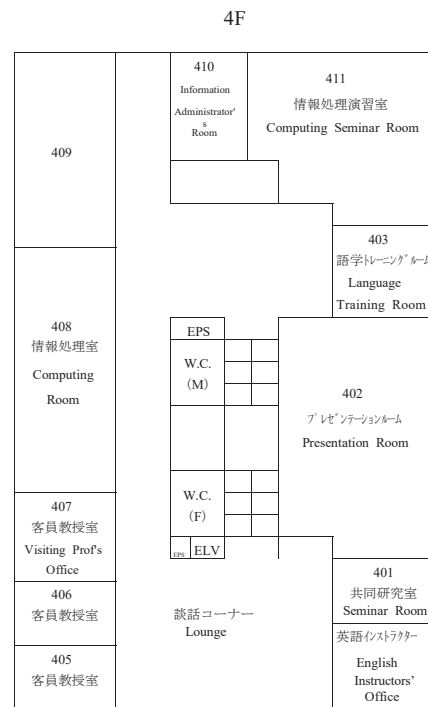 4F
410
Information
Administrator'
s
Room
411
情報処理演習室
Computing Seminar Room
409
403
語学ﾄﾚｰﾆﾝｸﾞﾙｰﾑ
Language
Training Room
408
情報処理室
Computing
Room
EPS
W.C.
(M)
402
ﾌﾟﾚｾﾞﾝﾃｰｼｮﾝﾙｰﾑ
Presentation Room
W.C.
(F)
EPS ELV
407
客員教授室
Visiting Prof's
Office
406
客員教授室
405
客員教授室
談話コーナー
Lounge
401
共同研究室
Seminar Room
英語ｲﾝｽﾄﾗｸﾀｰ
English
Instructors'
Office